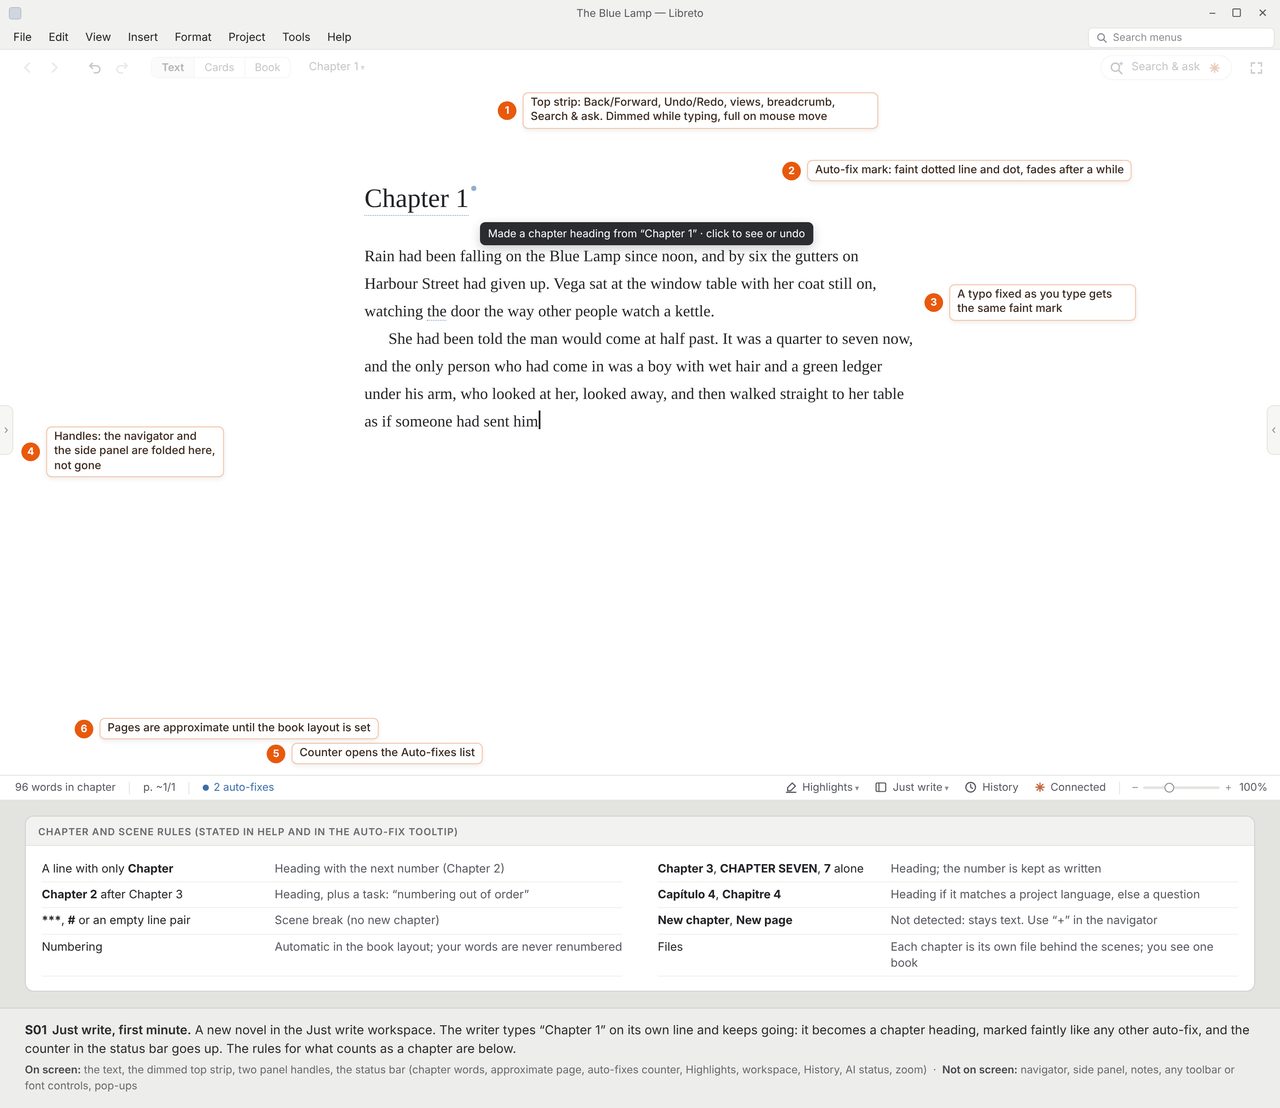 The Blue Lamp — Libreto
File Edit View Insert Format Project Tools Help
Search menus
Text Cards Book Chapter 1
Search & ask
1
Top strip: Back/Forward, Undo/Redo, views, breadcrumb,
Search & ask. Dimmed while typing, full on mouse move
2
Auto-fix mark: faint dotted line and dot, fades after a while
Chapter 1
Made a chapter heading from “Chapter 1” · click to see or undo
Rain had been falling on the Blue Lamp since noon, and by six the gutters on
Harbour Street had given up. Vega sat at the window table with her coat still on,
watching the door the way other people watch a kettle.
3
A typo fixed as you type gets
the same faint mark
She had been told the man would come at half past. It was a quarter to seven now,
and the only person who had come in was a boy with wet hair and a green ledger
under his arm, who looked at her, looked away, and then walked straight to her table
as if someone had sent him
4
Handles: the navigator and
the side panel are folded here,
not gone
6
Pages are approximate until the book layout is set
5
Counter opens the Auto-fixes list
96 words in chapter p. ~1/1 2 auto-fixes
Highlights Just write History Connected − + 100%
CHAPTER AND SCENE RULES (STATED IN HELP AND IN THE AUTO-FIX TOOLTIP)
A line with only Chapter Heading with the next number (Chapter 2)
Chapter 2 after Chapter 3 Heading, plus a task: “numbering out of order”
***, # or an empty line pair Scene break (no new chapter)
Numbering Automatic in the book layout; your words are never renumbered
Chapter 3, CHAPTER SEVEN, 7 alone Heading; the number is kept as written
Capítulo 4, Chapitre 4 Heading if it matches a project language, else a question
New chapter, New page Not detected: stays text. Use “+” in the navigator
Files Each chapter is its own file behind the scenes; you see one
book
S01 Just write, first minute. A new novel in the Just write workspace. The writer types “Chapter 1” on its own line and keeps going: it becomes a chapter heading, marked faintly like any other auto-fix, and the
counter in the status bar goes up. The rules for what counts as a chapter are below.
On screen: the text, the dimmed top strip, two panel handles, the status bar (chapter words, approximate page, auto-fixes counter, Highlights, workspace, History, AI status, zoom) · Not on screen: navigator, side panel, notes, any toolbar or
font controls, pop-ups